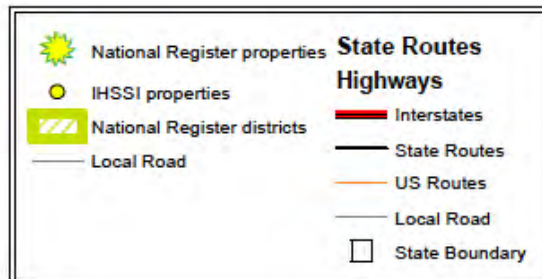 National Register properties
IHSSI properties
National Register districts
Local Road
State Routes
Highways
Interstates
State Routes
US Routes
Local Road
State Boundary